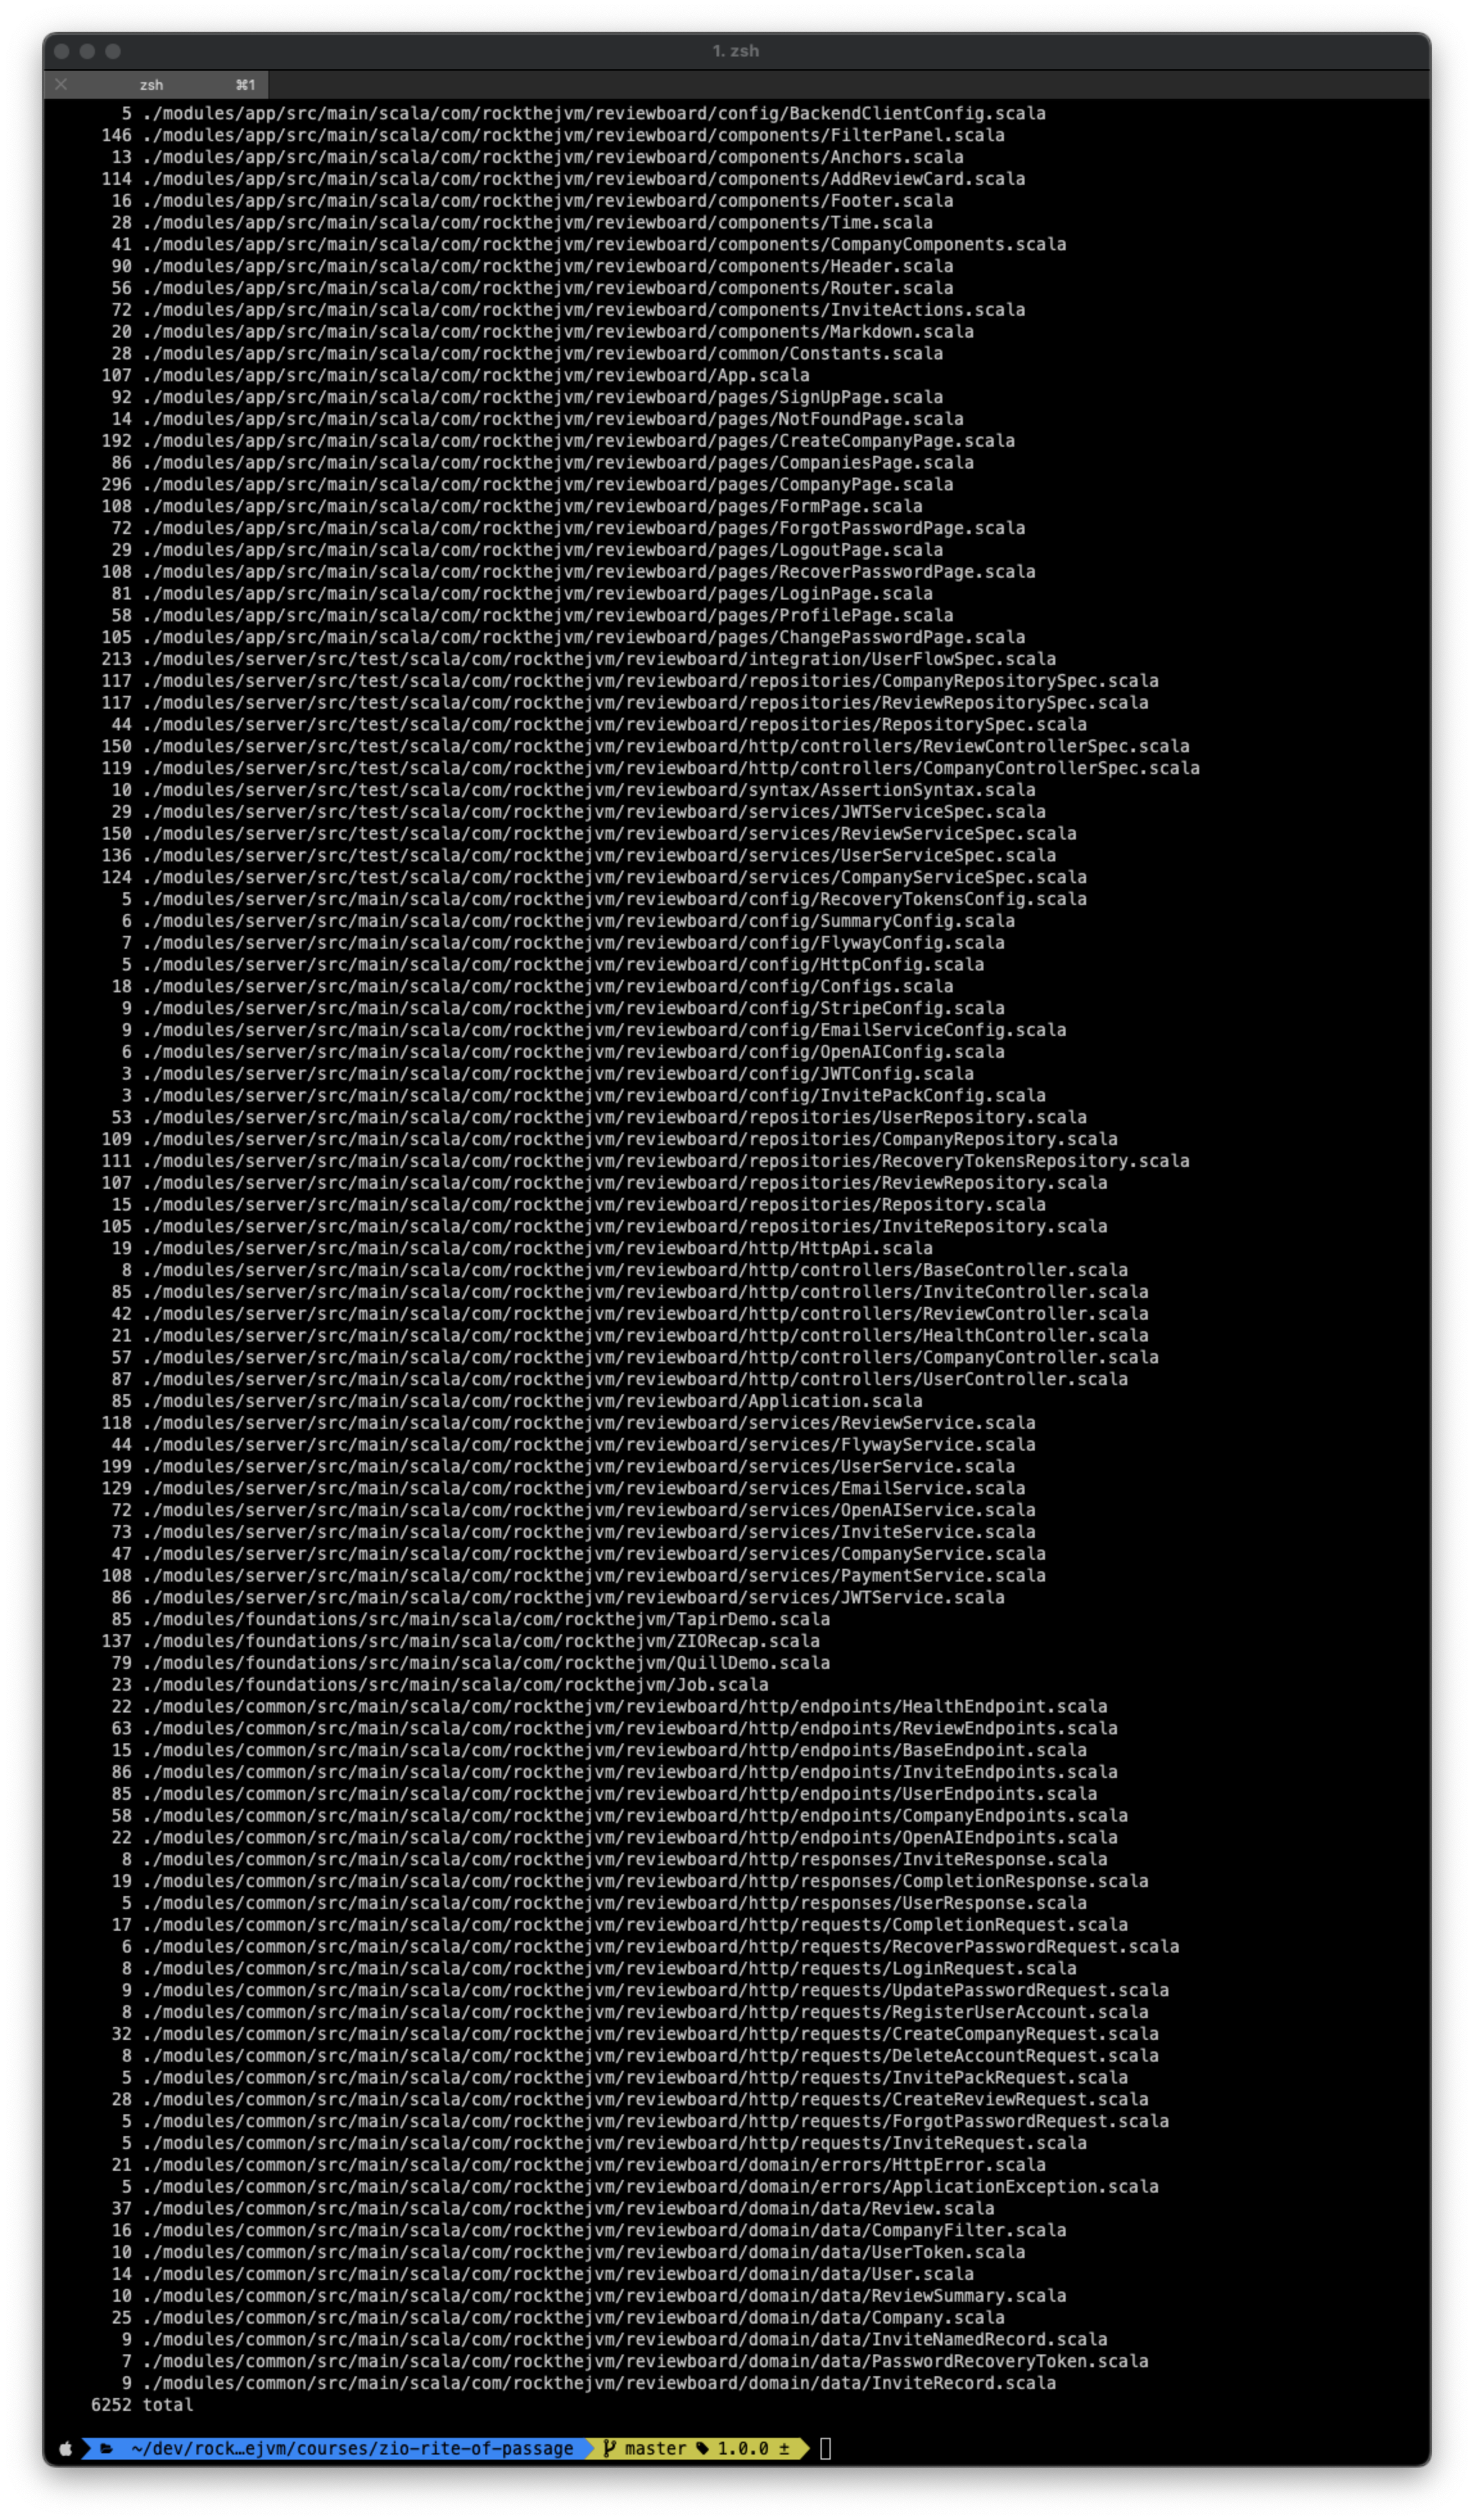 1. zsh
zsh ⌘1
5 ./modules/app/src/main/scala/com/rockthejvm/reviewboard/config/BackendClientConfig.scala
146 ./modules/app/src/main/scala/com/rockthejvm/reviewboard/components/FilterPanel.scala
13 ./modules/app/src/main/scala/com/rockthejvm/reviewboard/components/Anchors.scala
114 ./modules/app/src/main/scala/com/rockthejvm/reviewboard/components/AddReviewCard.scala
16 ./modules/app/src/main/scala/com/rockthejvm/reviewboard/components/Footer.scala
28 ./modules/app/src/main/scala/com/rockthejvm/reviewboard/components/Time.scala
41 ./modules/app/src/main/scala/com/rockthejvm/reviewboard/components/CompanyComponents.scala
90 ./modules/app/src/main/scala/com/rockthejvm/reviewboard/components/Header.scala
56 ./modules/app/src/main/scala/com/rockthejvm/reviewboard/components/Router.scala
72 ./modules/app/src/main/scala/com/rockthejvm/reviewboard/components/InviteActions.scala
20 ./modules/app/src/main/scala/com/rockthejvm/reviewboard/components/Markdown.scala
28 ./modules/app/src/main/scala/com/rockthejvm/reviewboard/common/Constants.scala
107 ./modules/app/src/main/scala/com/rockthejvm/reviewboard/App.scala
92 ./modules/app/src/main/scala/com/rockthejvm/reviewboard/pages/SignUpPage.scala
14 ./modules/app/src/main/scala/com/rockthejvm/reviewboard/pages/NotFoundPage.scala
192 ./modules/app/src/main/scala/com/rockthejvm/reviewboard/pages/CreateCompanyPage.scala
86 ./modules/app/src/main/scala/com/rockthejvm/reviewboard/pages/CompaniesPage.scala
296 ./modules/app/src/main/scala/com/rockthejvm/reviewboard/pages/CompanyPage.scala
108 ./modules/app/src/main/scala/com/rockthejvm/reviewboard/pages/FormPage.scala
72 ./modules/app/src/main/scala/com/rockthejvm/reviewboard/pages/ForgotPasswordPage.scala
29 ./modules/app/src/main/scala/com/rockthejvm/reviewboard/pages/LogoutPage.scala
108 ./modules/app/src/main/scala/com/rockthejvm/reviewboard/pages/RecoverPasswordPage.scala
81 ./modules/app/src/main/scala/com/rockthejvm/reviewboard/pages/LoginPage.scala
58 ./modules/app/src/main/scala/com/rockthejvm/reviewboard/pages/ProfilePage.scala
105 ./modules/app/src/main/scala/com/rockthejvm/reviewboard/pages/ChangePasswordPage.scala
213 ./modules/server/src/test/scala/com/rockthejvm/reviewboard/integration/UserFlowSpec.scala
117 ./modules/server/src/test/scala/com/rockthejvm/reviewboard/repositories/CompanyRepositorySpec.scala
117 ./modules/server/src/test/scala/com/rockthejvm/reviewboard/repositories/ReviewRepositorySpec.scala
44 ./modules/server/src/test/scala/com/rockthejvm/reviewboard/repositories/RepositorySpec.scala
150 ./modules/server/src/test/scala/com/rockthejvm/reviewboard/http/controllers/ReviewControllerSpec.scala
119 ./modules/server/src/test/scala/com/rockthejvm/reviewboard/http/controllers/CompanyControllerSpec.scala
10 ./modules/server/src/test/scala/com/rockthejvm/reviewboard/syntax/AssertionSyntax.scala
29 ./modules/server/src/test/scala/com/rockthejvm/reviewboard/services/JWTServiceSpec.scala
150 ./modules/server/src/test/scala/com/rockthejvm/reviewboard/services/ReviewServiceSpec.scala
136 ./modules/server/src/test/scala/com/rockthejvm/reviewboard/services/UserServiceSpec.scala
124 ./modules/server/src/test/scala/com/rockthejvm/reviewboard/services/CompanyServiceSpec.scala
5 ./modules/server/src/main/scala/com/rockthejvm/reviewboard/config/RecoveryTokensConfig.scala
6 ./modules/server/src/main/scala/com/rockthejvm/reviewboard/config/SummaryConfig.scala
7 ./modules/server/src/main/scala/com/rockthejvm/reviewboard/config/FlywayConfig.scala
5 ./modules/server/src/main/scala/com/rockthejvm/reviewboard/config/HttpConfig.scala
18 ./modules/server/src/main/scala/com/rockthejvm/reviewboard/config/Configs.scala
9 ./modules/server/src/main/scala/com/rockthejvm/reviewboard/config/StripeConfig.scala
9 ./modules/server/src/main/scala/com/rockthejvm/reviewboard/config/EmailServiceConfig.scala
6 ./modules/server/src/main/scala/com/rockthejvm/reviewboard/config/OpenAIConfig.scala
3 ./modules/server/src/main/scala/com/rockthejvm/reviewboard/config/JWTConfig.scala
3 ./modules/server/src/main/scala/com/rockthejvm/reviewboard/config/InvitePackConfig.scala
53 ./modules/server/src/main/scala/com/rockthejvm/reviewboard/repositories/UserRepository.scala
109 ./modules/server/src/main/scala/com/rockthejvm/reviewboard/repositories/CompanyRepository.scala
111 ./modules/server/src/main/scala/com/rockthejvm/reviewboard/repositories/RecoveryTokensRepository.scala
107 ./modules/server/src/main/scala/com/rockthejvm/reviewboard/repositories/ReviewRepository.scala
15 ./modules/server/src/main/scala/com/rockthejvm/reviewboard/repositories/Repository.scala
105 ./modules/server/src/main/scala/com/rockthejvm/reviewboard/repositories/InviteRepository.scala
19 ./modules/server/src/main/scala/com/rockthejvm/reviewboard/http/HttpApi.scala
8 ./modules/server/src/main/scala/com/rockthejvm/reviewboard/http/controllers/BaseController.scala
85 ./modules/server/src/main/scala/com/rockthejvm/reviewboard/http/controllers/InviteController.scala
42 ./modules/server/src/main/scala/com/rockthejvm/reviewboard/http/controllers/ReviewController.scala
21 ./modules/server/src/main/scala/com/rockthejvm/reviewboard/http/controllers/HealthController.scala
57 ./modules/server/src/main/scala/com/rockthejvm/reviewboard/http/controllers/CompanyController.scala
87 ./modules/server/src/main/scala/com/rockthejvm/reviewboard/http/controllers/UserController.scala
85 ./modules/server/src/main/scala/com/rockthejvm/reviewboard/Application.scala
118 ./modules/server/src/main/scala/com/rockthejvm/reviewboard/services/ReviewService.scala
44 ./modules/server/src/main/scala/com/rockthejvm/reviewboard/services/FlywayService.scala
199 ./modules/server/src/main/scala/com/rockthejvm/reviewboard/services/UserService.scala
129 ./modules/server/src/main/scala/com/rockthejvm/reviewboard/services/EmailService.scala
72 ./modules/server/src/main/scala/com/rockthejvm/reviewboard/services/OpenAIService.scala
73 ./modules/server/src/main/scala/com/rockthejvm/reviewboard/services/InviteService.scala
47 ./modules/server/src/main/scala/com/rockthejvm/reviewboard/services/CompanyService.scala
108 ./modules/server/src/main/scala/com/rockthejvm/reviewboard/services/PaymentService.scala
86 ./modules/server/src/main/scala/com/rockthejvm/reviewboard/services/JWTService.scala
85 ./modules/foundations/src/main/scala/com/rockthejvm/TapirDemo.scala
137 ./modules/foundations/src/main/scala/com/rockthejvm/ZIORecap.scala
79 ./modules/foundations/src/main/scala/com/rockthejvm/QuillDemo.scala
23 ./modules/foundations/src/main/scala/com/rockthejvm/Job.scala
22 ./modules/common/src/main/scala/com/rockthejvm/reviewboard/http/endpoints/HealthEndpoint.scala
63 ./modules/common/src/main/scala/com/rockthejvm/reviewboard/http/endpoints/ReviewEndpoints.scala
15 ./modules/common/src/main/scala/com/rockthejvm/reviewboard/http/endpoints/BaseEndpoint.scala
86 ./modules/common/src/main/scala/com/rockthejvm/reviewboard/http/endpoints/InviteEndpoints.scala
85 ./modules/common/src/main/scala/com/rockthejvm/reviewboard/http/endpoints/UserEndpoints.scala
58 ./modules/common/src/main/scala/com/rockthejvm/reviewboard/http/endpoints/CompanyEndpoints.scala
22 ./modules/common/src/main/scala/com/rockthejvm/reviewboard/http/endpoints/OpenAIEndpoints.scala
8 ./modules/common/src/main/scala/com/rockthejvm/reviewboard/http/responses/InviteResponse.scala
19 ./modules/common/src/main/scala/com/rockthejvm/reviewboard/http/responses/CompletionResponse.scala
5 ./modules/common/src/main/scala/com/rockthejvm/reviewboard/http/responses/UserResponse.scala
17 ./modules/common/src/main/scala/com/rockthejvm/reviewboard/http/requests/CompletionRequest.scala
6 ./modules/common/src/main/scala/com/rockthejvm/reviewboard/http/requests/RecoverPasswordRequest.scala
8 ./modules/common/src/main/scala/com/rockthejvm/reviewboard/http/requests/LoginRequest.scala
9 ./modules/common/src/main/scala/com/rockthejvm/reviewboard/http/requests/UpdatePasswordRequest.scala
8 ./modules/common/src/main/scala/com/rockthejvm/reviewboard/http/requests/RegisterUserAccount.scala
32 ./modules/common/src/main/scala/com/rockthejvm/reviewboard/http/requests/CreateCompanyRequest.scala
8 ./modules/common/src/main/scala/com/rockthejvm/reviewboard/http/requests/DeleteAccountRequest.scala
5 ./modules/common/src/main/scala/com/rockthejvm/reviewboard/http/requests/InvitePackRequest.scala
28 ./modules/common/src/main/scala/com/rockthejvm/reviewboard/http/requests/CreateReviewRequest.scala
5 ./modules/common/src/main/scala/com/rockthejvm/reviewboard/http/requests/ForgotPasswordRequest.scala
5 ./modules/common/src/main/scala/com/rockthejvm/reviewboard/http/requests/InviteRequest.scala
21 ./modules/common/src/main/scala/com/rockthejvm/reviewboard/domain/errors/HttpError.scala
5 ./modules/common/src/main/scala/com/rockthejvm/reviewboard/domain/errors/ApplicationException.scala
37 ./modules/common/src/main/scala/com/rockthejvm/reviewboard/domain/data/Review.scala
16 ./modules/common/src/main/scala/com/rockthejvm/reviewboard/domain/data/CompanyFilter.scala
10 ./modules/common/src/main/scala/com/rockthejvm/reviewboard/domain/data/UserToken.scala
14 ./modules/common/src/main/scala/com/rockthejvm/reviewboard/domain/data/User.scala
10 ./modules/common/src/main/scala/com/rockthejvm/reviewboard/domain/data/ReviewSummary.scala
25 ./modules/common/src/main/scala/com/rockthejvm/reviewboard/domain/data/Company.scala
9 ./modules/common/src/main/scala/com/rockthejvm/reviewboard/domain/data/InviteNamedRecord.scala
7 ./modules/common/src/main/scala/com/rockthejvm/reviewboard/domain/data/PasswordRecoveryToken.scala
9 ./modules/common/src/main/scala/com/rockthejvm/reviewboard/domain/data/InviteRecord.scala
6252 total
~/dev/rock…ejvm/courses/zio-rite-of-passage master 1.0.0 ±